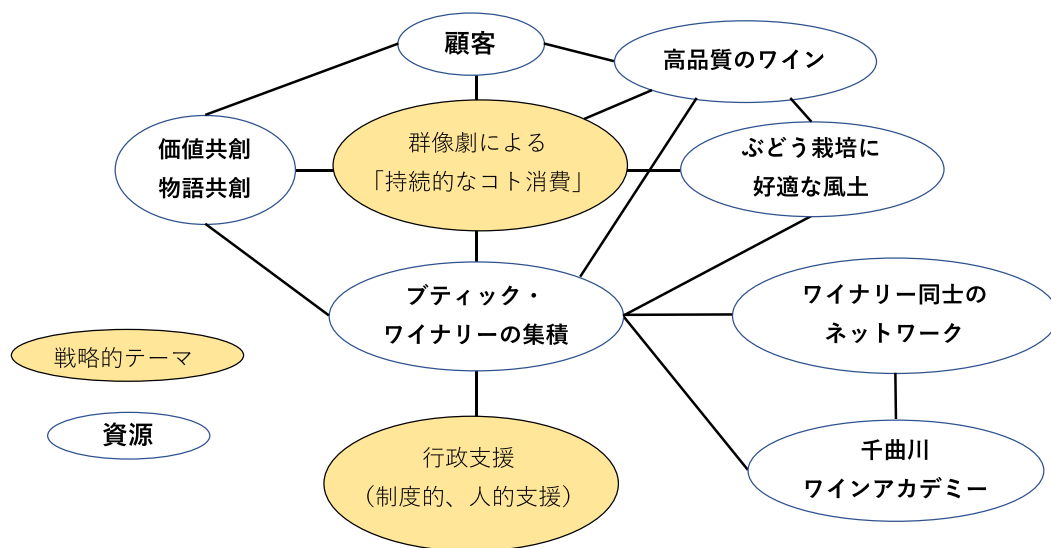 顧客
高品質のワイン
価値共創
物語共創
群像劇による
「持続的なコト消費」
ぶどう栽培に
好適な風土
ブティック・
ワイナリーの集積
ワイナリー同士の
ネットワーク
戦略的テーマ
資源
行政支援
（制度的、人的支援）
千曲川
ワインアカデミー